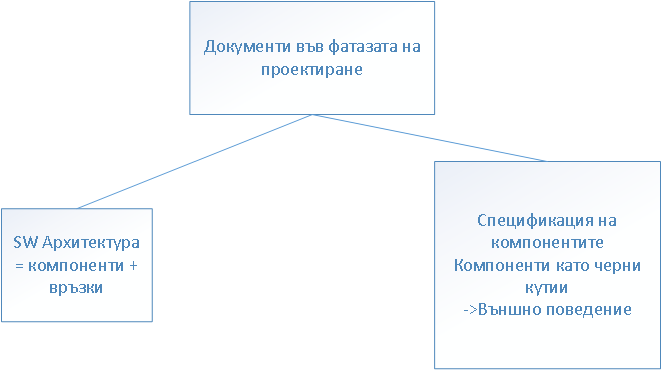 Документи във фатазата на
проектиране
SW Архитектура
= компоненти +
връзки
Спецификация на
компонентите
Компоненти като черни
кутии
->Външно поведение